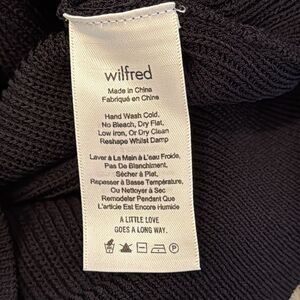 wilfred
Made in China
Fabriqué en Chine
Hand Wash Cold,
No Bleach, Dry Flat,
Low Iron, Or Dry Clean
Reshape Whilst Damp
Laver à La Main à L'eau Froide,
Pas De Blanchiment,
Sécher à Plat,
Repasser à Basse Température,
Ou Nettoyer à Sec
Remodeler Pendant Que
L'article Est Encore Humide
A LITTLE LOVE
GOES A LONG WAY.
P